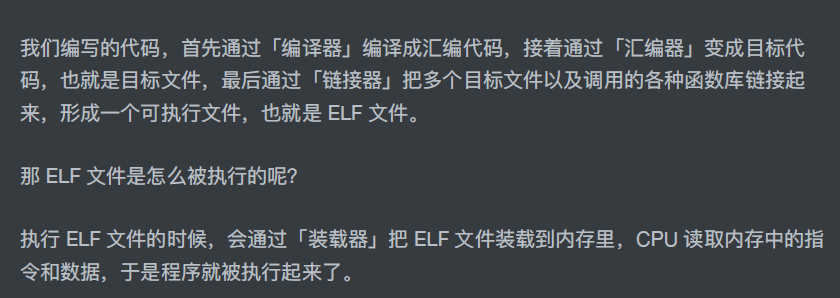 我们编写的代码，首先通过「编译器」编译成汇编代码，接着通过「汇编器」变成目标代
码，也就是目标文件，最后通过「链接器」把多个目标文件以及调用的各种函数库链接起
来，形成一个可执行文件，也就是 ELF 文件。
那 ELF 文件是怎么被执行的呢？
执行 ELF 文件的时候，会通过「装载器」把 ELF 文件装载到内存里，CPU 读取内存中的指
令和数据，于是程序就被执行起来了。